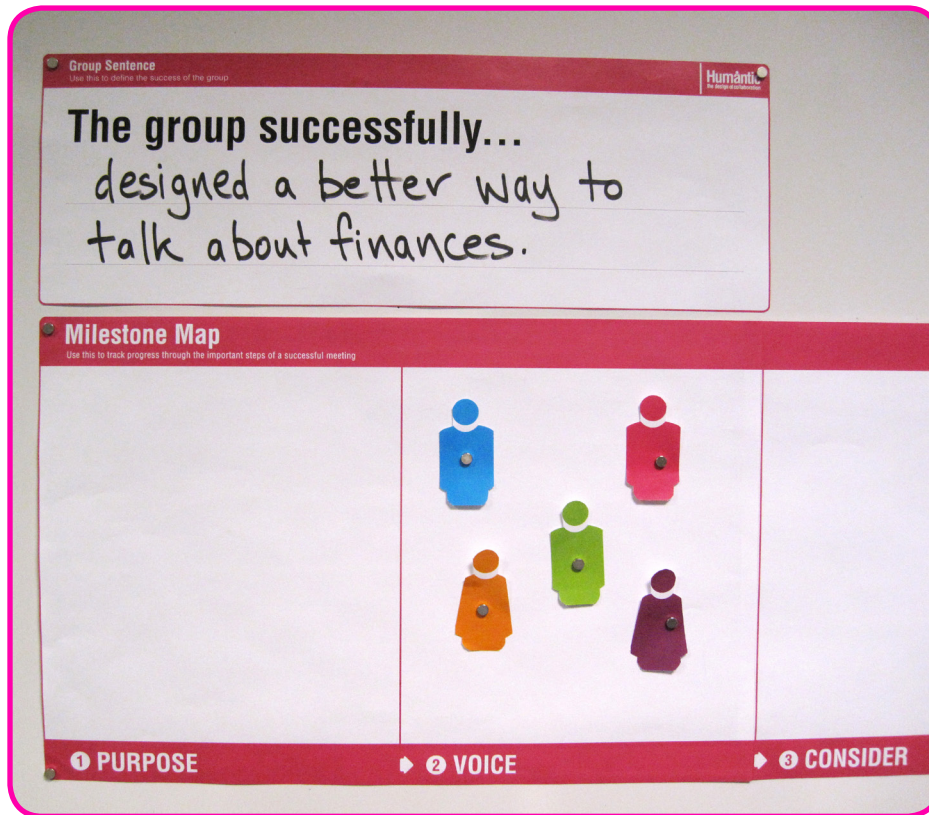 Group Sentence
Use this to define the success of the group
Humântic
the design of collaboration
The group successfully...
designed a better way to
talk about finances.
Milestone Map
Use this to track progress through the important steps of a successful meeting
1 PURPOSE
2 VOICE
3 CONSIDER